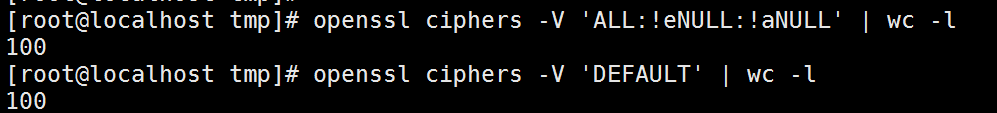 [root@localhost tmp]# openssl ciphers -V 'ALL:!eNULL:!aNULL' | wc -l
100
[root@localhost tmp]# openssl ciphers -V 'DEFAULT' | wc -l
100